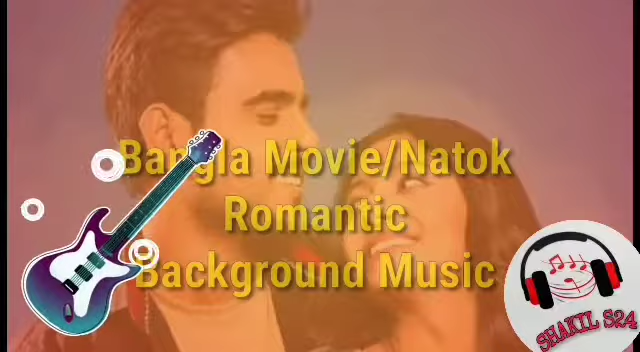 Bangla Movie/Natok
Romantic
Background Music
SHAKIL S24